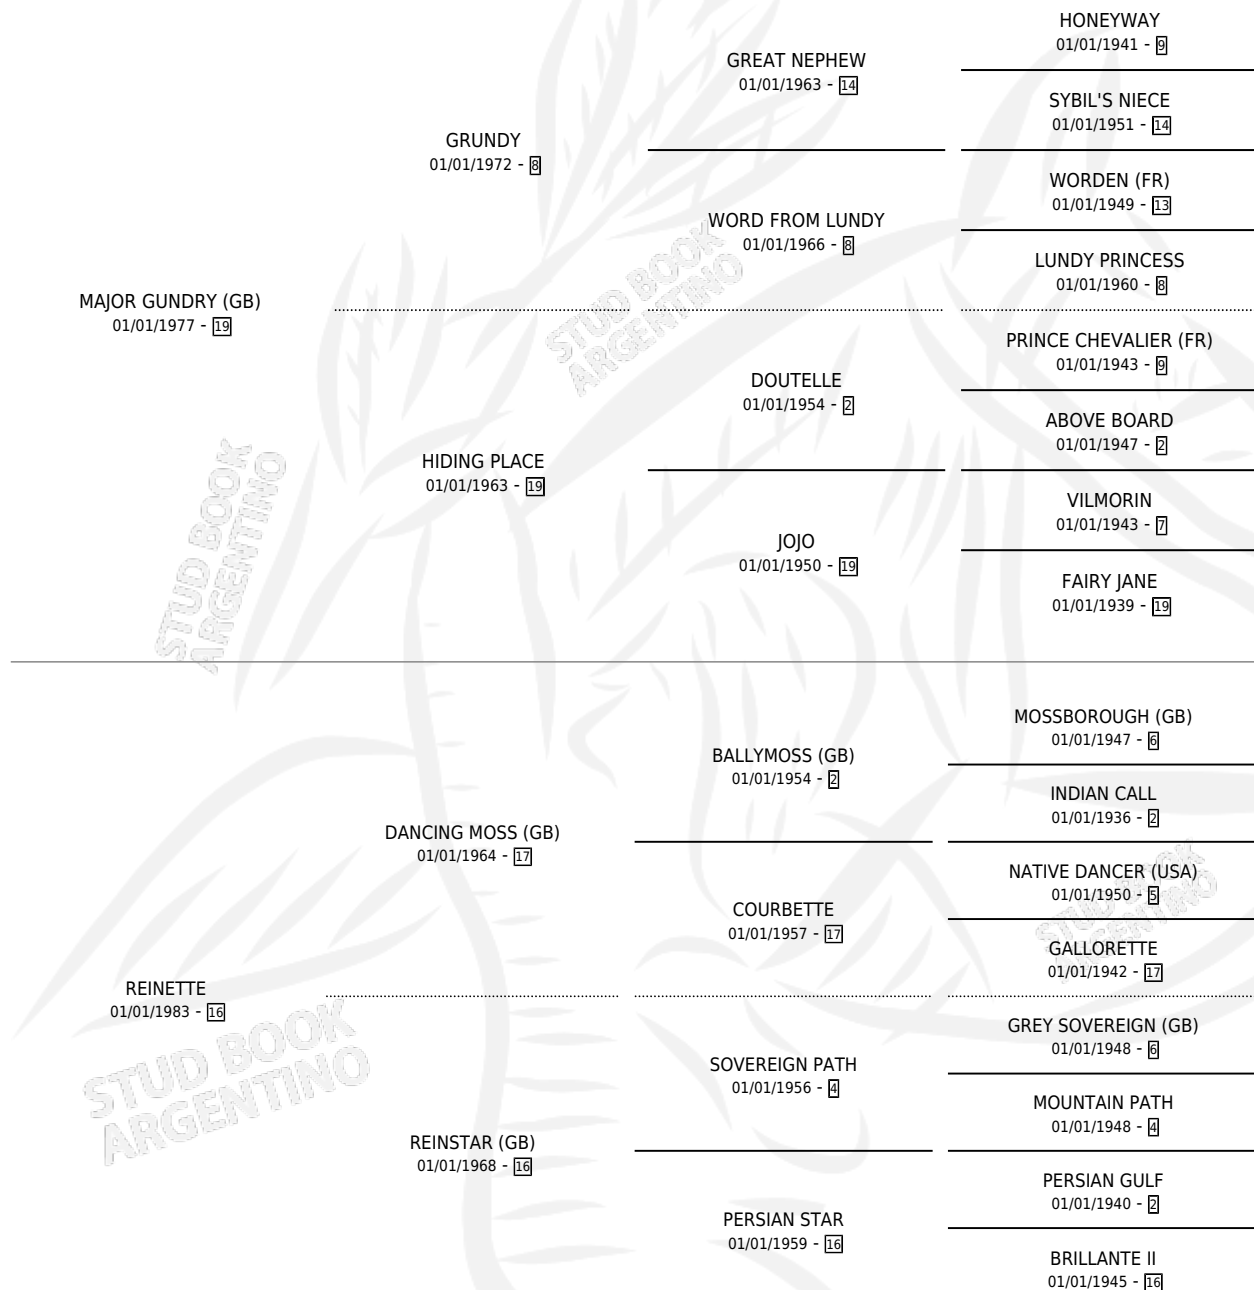 HONEYWAY
01/01/1941 - 9
GREAT NEPHEW
01/01/1963 - 14
SYBIL'S NIECE
01/01/1951 - 14
GRUNDY
01/01/1972 - 8
WORDEN (FR)
01/01/1949 - 13
WORD FROM LUNDY
01/01/1966 - 8
LUNDY PRINCESS
01/01/1960 - 8
MAJOR GUNDRY (GB)
01/01/1977 - 19
PRINCE CHEVALIER (FR)
01/01/1943 - 9
DOUTELLE
01/01/1954 - 2
ABOVE BOARD
01/01/1947 - 2
HIDING PLACE
01/01/1963 - 19
VILMORIN
01/01/1943 - 7
JOJO
01/01/1950 - 19
FAIRY JANE
01/01/1939 - 19
MOSSBOROUGH (GB)
01/01/1947 - 6
BALLYMOSS (GB)
01/01/1954 - 2
INDIAN CALL
01/01/1936 - 2
DANCING MOSS (GB)
01/01/1964 - 17
NATIVE DANCER (USA)
01/01/1950 - 5
COURBETTE
01/01/1957 - 17
GALLORETTE
01/01/1942 - 17
REINETTE
01/01/1983 - 16
GREY SOVEREIGN (GB)
01/01/1948 - 6
SOVEREIGN PATH
01/01/1956 - 4
MOUNTAIN PATH
01/01/1948 - 4
REINSTAR (GB)
01/01/1968 - 16
PERSIAN GULF
01/01/1940 - 2
PERSIAN STAR
01/01/1959 - 16
BRILLANTE II
01/01/1945 - 16
STUD BOOK
ARGENTINO
STUD BOOK
ARGENTINO
STUD BOOK
ARGENTINO
STUD BOOK
ARGENTINO